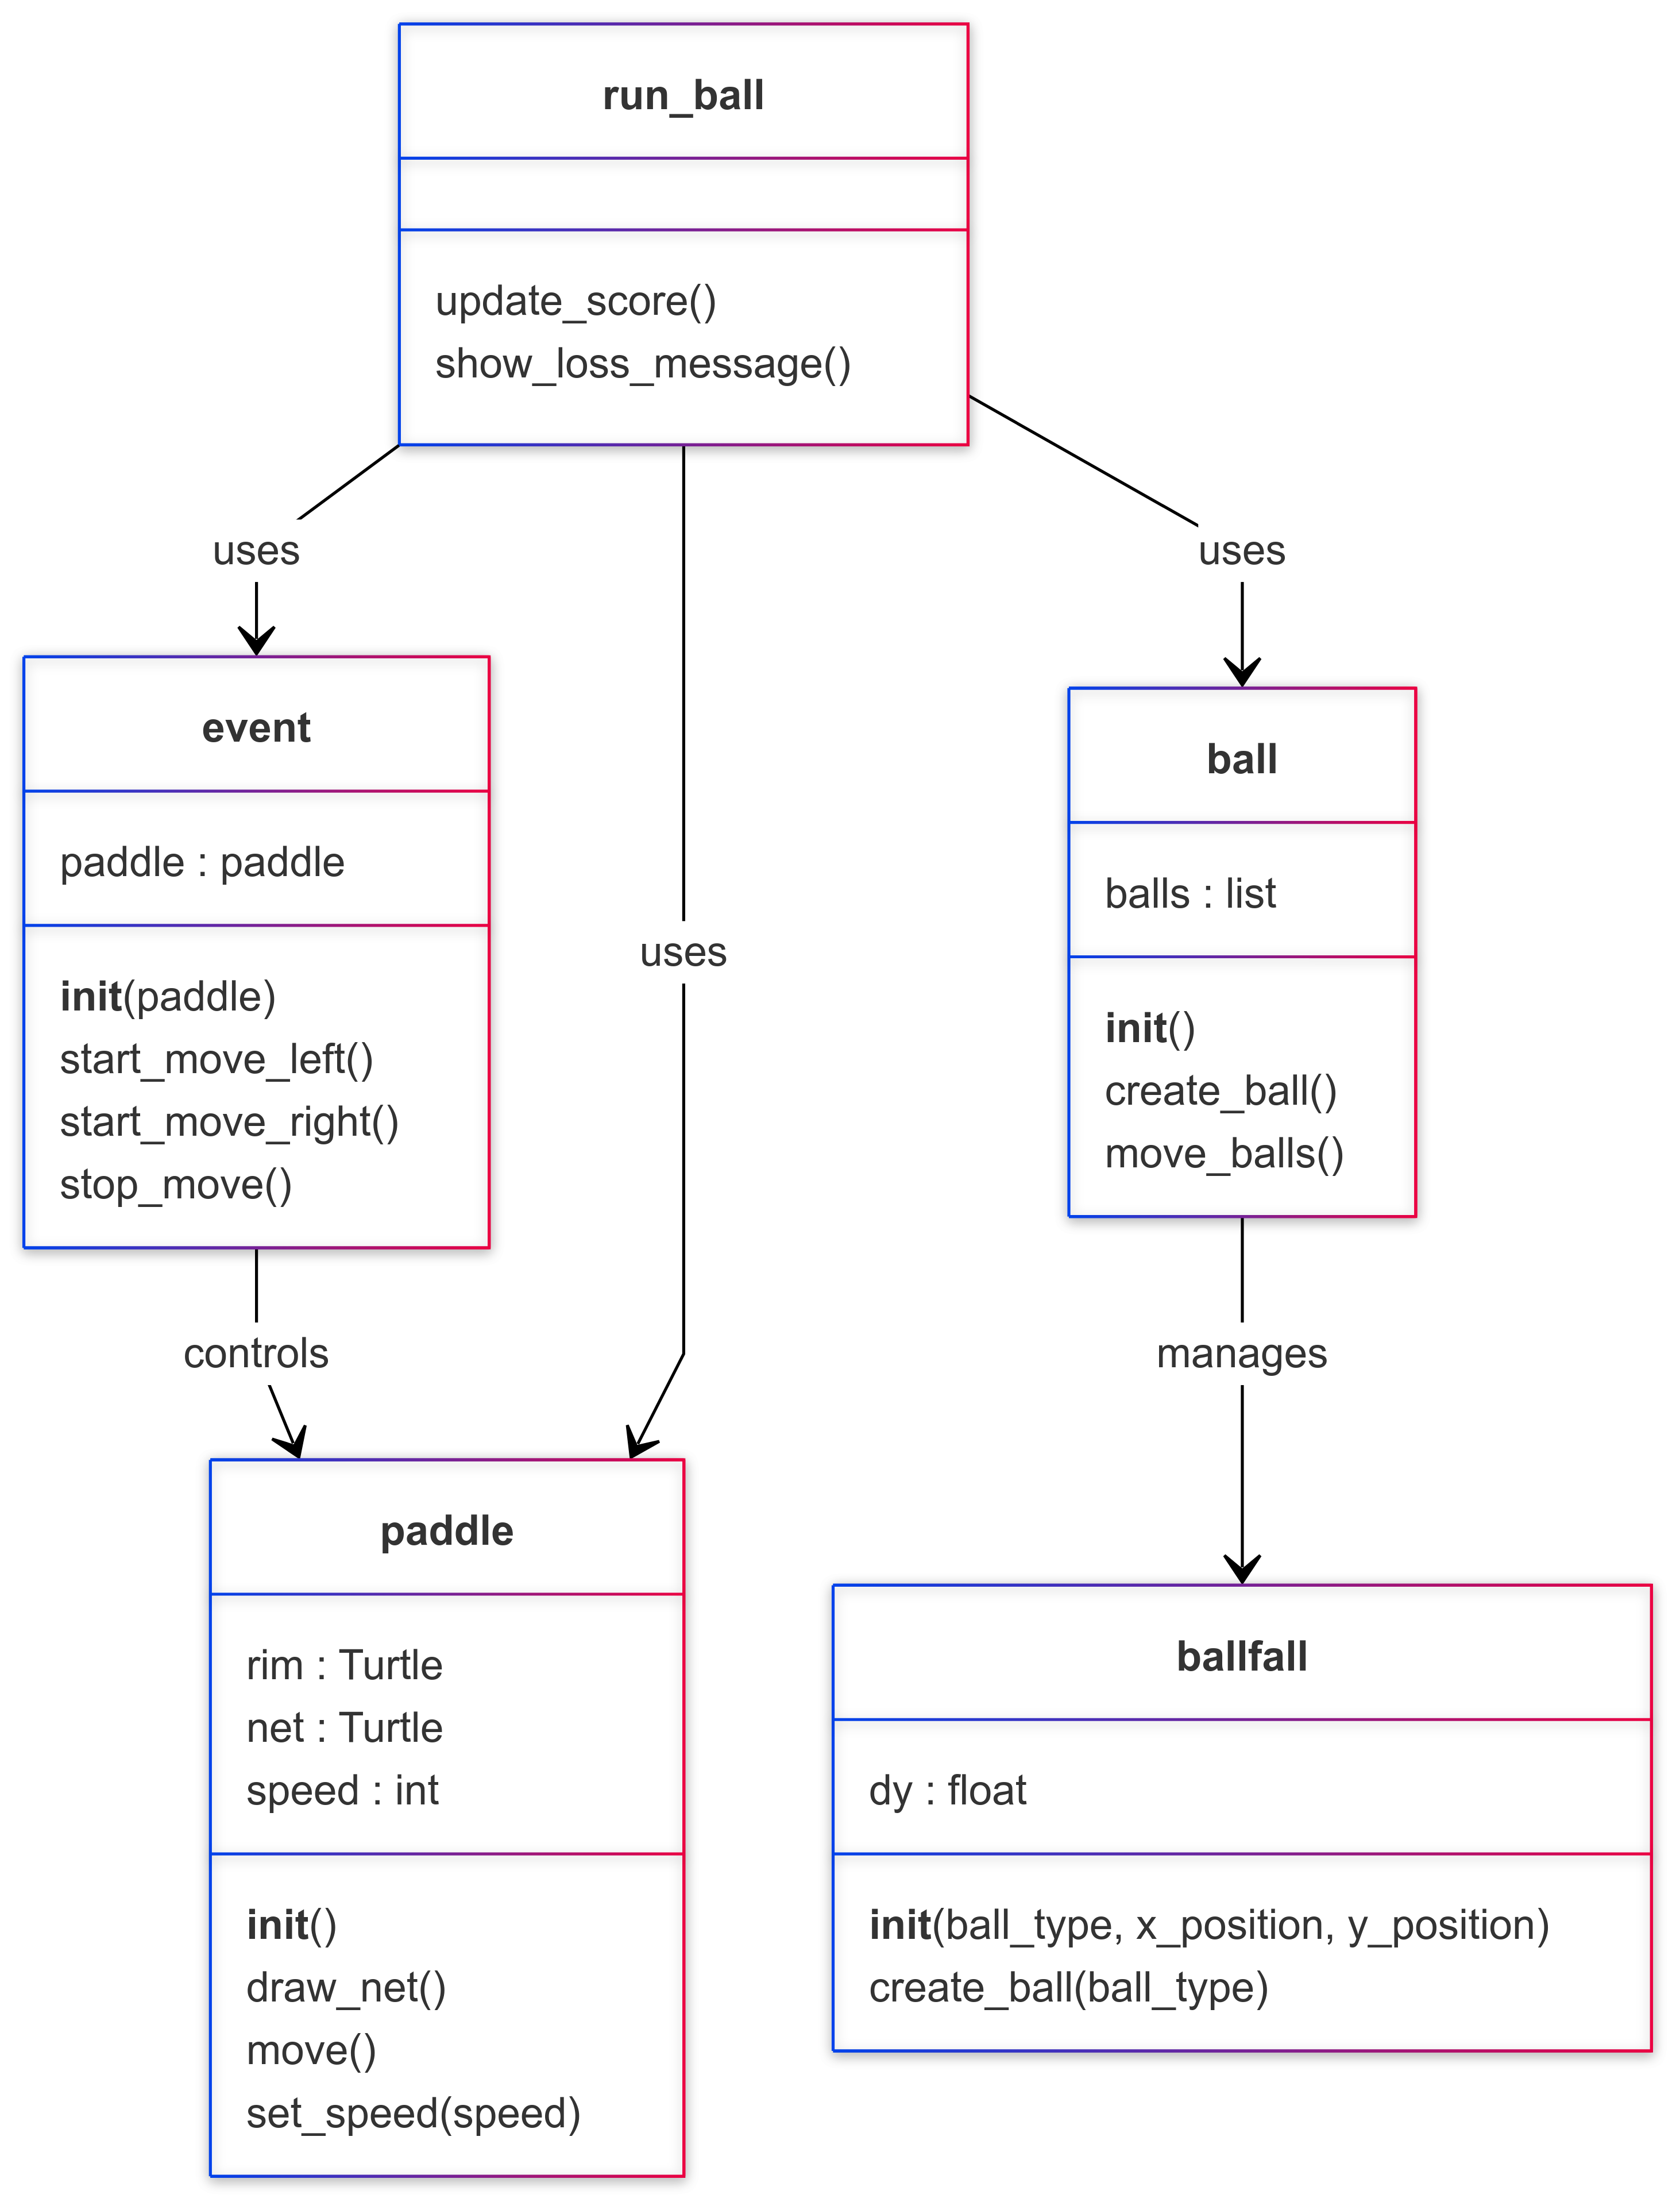 run_ball
update_score()
show_loss_message()
uses
uses
uses
event
paddle : paddle
init(paddle)
start_move_left()
start_move_right()
stop_move()
ball
balls : list
init()
create_ball()
move_balls()
controls
manages
paddle
rim : Turtle
net : Turtle
speed : int
init()
draw_net()
move()
set_speed(speed)
ballfall
dy : float
init(ball_type, x_position, y_position)
create_ball(ball_type)